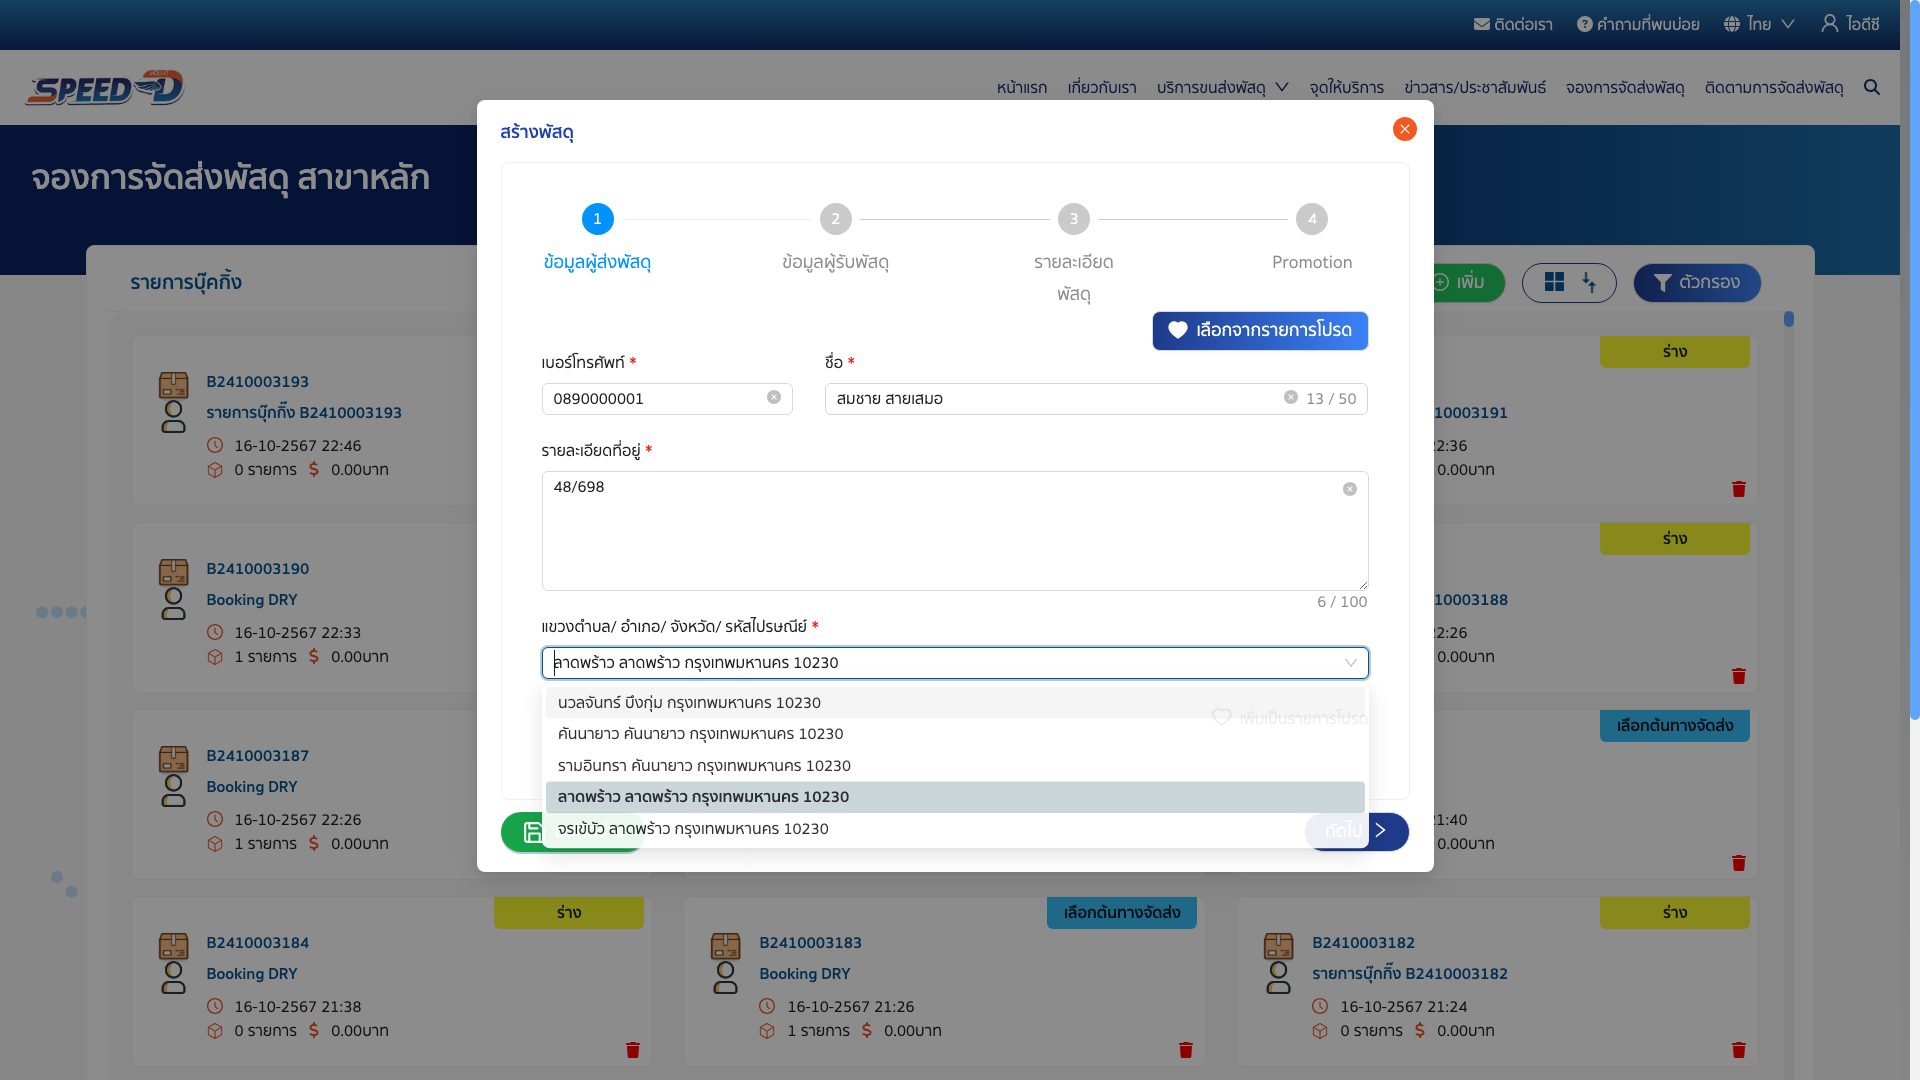 ติดต่อเรา คำถามที่พบบ่อย ไทย ไอดีซี
SPEED-D
หน้าแรก เกี่ยวกับเรา บริการขนส่งพัสดุ จุดให้บริการ ข่าวสาร/ประชาสัมพันธ์ จองการจัดส่งพัสดุ ติดตามการจัดส่งพัสดุ
จองการจัดส่งพัสดุ สาขาหลัก
สร้างพัสดุ
1 2 3 4
ข้อมูลผู้ส่งพัสดุ ข้อมูลผู้รับพัสดุ รายละเอียด Promotion
พัสดุ
รายการบุ๊คกิ้ง
เพิ่ม
ตัวกรอง
เลือกจากรายการโปรด
เบอร์โทรศัพท์ * ชื่อ *
0890000001 สมชาย สายเสมอ 13 / 50
รายละเอียดที่อยู่ *
48/698
6 / 100
แขวงตำบล/ อำเภอ/ จังหวัด/ รหัสไปรษณีย์ *
ลาดพร้าว ลาดพร้าว กรุงเทพมหานคร 10230
นวลจันทร์ บึงกุ่ม กรุงเทพมหานคร 10230
เพิ่มเป็นรายการโปรด
คันนายาว คันนายาว กรุงเทพมหานคร 10230
รามอินทรา คันนายาว กรุงเทพมหานคร 10230
ลาดพร้าว ลาดพร้าว กรุงเทพมหานคร 10230
จรเข้บัว ลาดพร้าว กรุงเทพมหานคร 10230
ถัดไป
B2410003193
รายการบุ๊กกิ๊ง B2410003193
16-10-2567 22:46
0 รายการ $ 0.00บาท
ร่าง
10003191
22:36
0.00บาท
B2410003190
Booking DRY
16-10-2567 22:33
1 รายการ $ 0.00บาท
ร่าง
10003188
22:26
0.00บาท
B2410003187
Booking DRY
16-10-2567 22:26
1 รายการ $ 0.00บาท
เลือกต้นทางจัดส่ง
1:40
0.00บาท
ร่าง
B2410003184
Booking DRY
16-10-2567 21:38
0 รายการ $ 0.00บาท
เลือกต้นทางจัดส่ง
B2410003183
Booking DRY
16-10-2567 21:26
1 รายการ $ 0.00บาท
ร่าง
B2410003182
รายการบุ๊กกิ๊ง B2410003182
16-10-2567 21:24
0 รายการ $ 0.00บาท